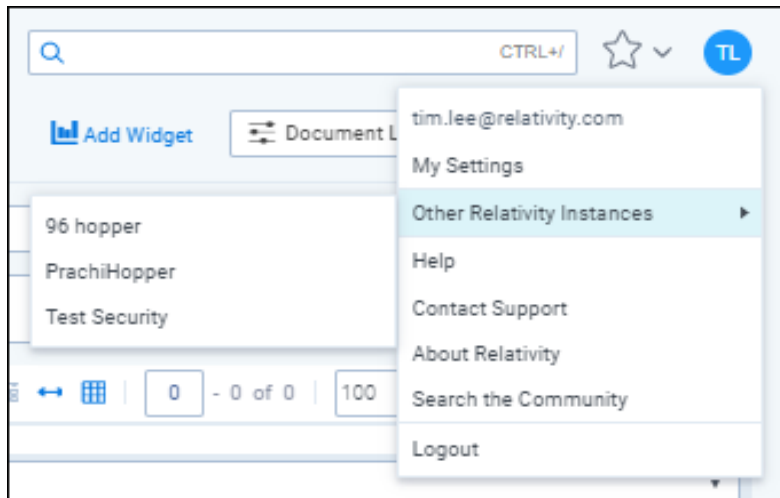 CTRL+/
TL
Add Widget
Document L
tim.lee@relativity.com
My Settings
Other Relativity Instances
Help
Contact Support
About Relativity
Search the Community
Logout
96 hopper
PrachiHopper
Test Security
0 - 0 of 0
100